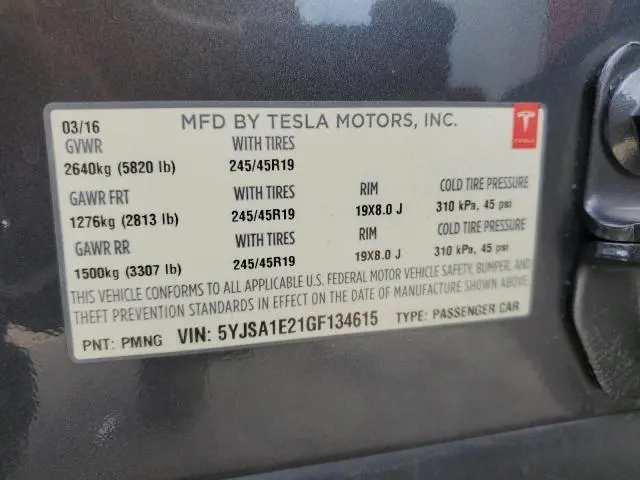 03/16 MFD BY TESLA MOTORS, INC. TESLA
GVWR WITH TIRES
2640kg (5820 lb) 245/45R19
GAWR FRT WITH TIRES RIM COLD TIRE PRESSURE
1276kg (2813 lb) 245/45R19 19X8.0 J 310 kPa, 45 psi
GAWR RR WITH TIRES RIM COLD TIRE PRESSURE
1500kg (3307 lb) 245/45R19 19X8.0 J 310 kPa, 45 psi
THIS VEHICLE CONFORMS TO ALL APPLICABLE U.S. FEDERAL MOTOR VEHICLE SAFETY, BUMPER, AND
THEFT PREVENTION STANDARDS IN EFFECT ON THE DATE OF MANUFACTURE SHOWN ABOVE.
PNT: PMNG VIN: 5YJSA1E21GF134615 TYPE: PASSENGER CAR